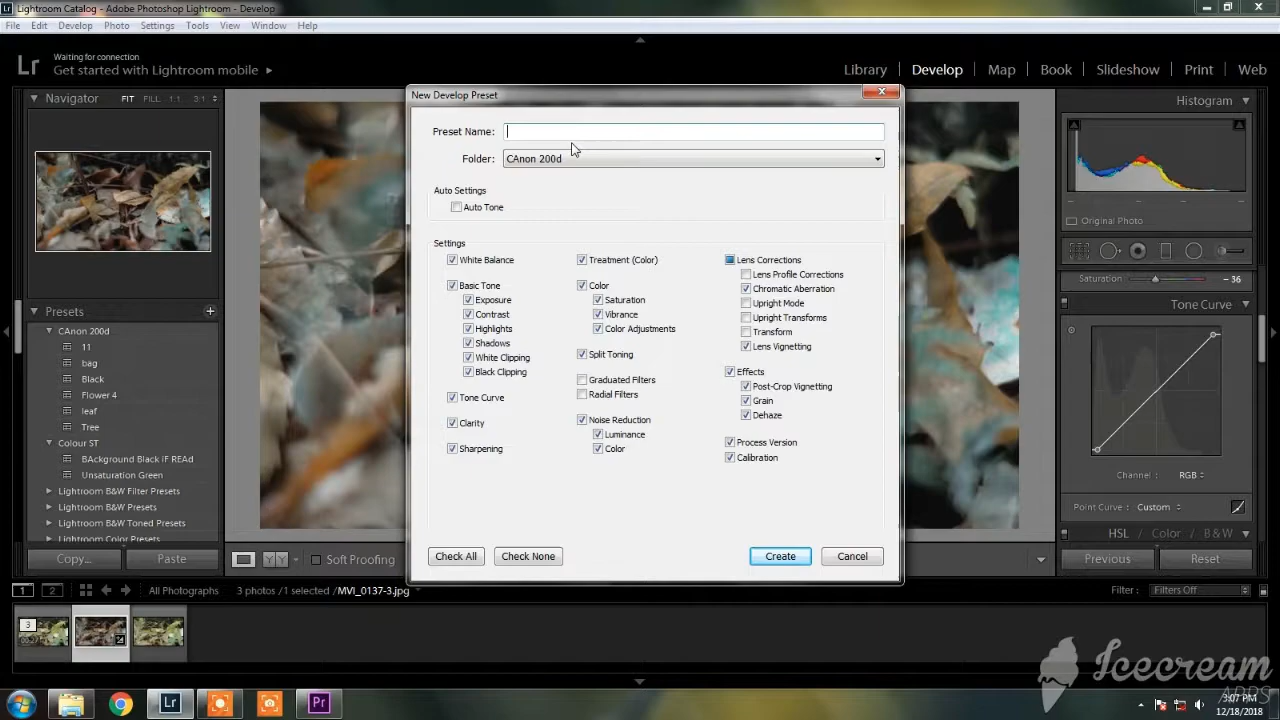 Lightroom Catalog - Adobe Photoshop Lightroom - Develop
File Edit Develop Photo Settings Tools View Window Help
Lr
Waiting for connection
Get started with Lightroom mobile
Library Develop Map Book Slideshow Print Web
Navigator FIT FILL 1:1 3:1
Presets
CAnon 200d
11
bag
Black
Flower 4
leaf
Tree
Colour ST
BAckground Black iF REAd
Unsaturation Green
Lightroom B&W Filter Presets
Lightroom B&W Presets
Lightroom B&W Toned Presets
Lightroom Color Presets
Copy... Paste
New Develop Preset
Preset Name:
Folder: CAnon 200d
Auto Settings
Auto Tone
Settings
White Balance
Basic Tone
Exposure
Contrast
Highlights
Shadows
White Clipping
Black Clipping
Tone Curve
Clarity
Sharpening
Treatment (Color)
Color
Saturation
Vibrance
Color Adjustments
Split Toning
Graduated Filters
Radial Filters
Noise Reduction
Luminance
Color
Lens Corrections
Lens Profile Corrections
Chromatic Aberration
Upright Mode
Upright Transforms
Transform
Lens Vignetting
Effects
Post-Crop Vignetting
Grain
Dehaze
Process Version
Calibration
Check All Check None Create Cancel
Histogram
Original Photo
Saturation - 36
Tone Curve
Channel : RGB
Point Curve : Custom
HSL / Color / B & W
Previous Reset
YY Soft Proofing
1 2 All Photographs 3 photos / 1 selected / MVI_0137-3.jpg Filter : Filters Off
3
Icecream
APPS
Lr Pr
3:07 PM
12/18/2018